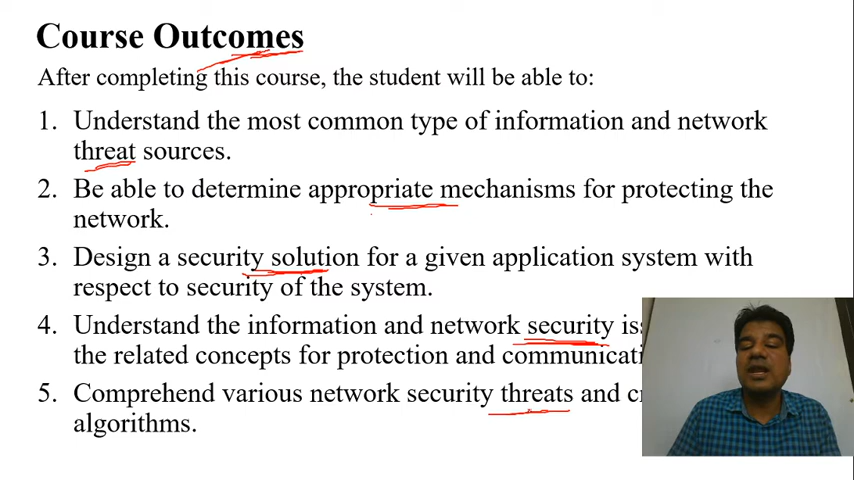 Course Outcomes
After completing this course, the student will be able to:
1. Understand the most common type of information and network
threat sources.
2. Be able to determine appropriate mechanisms for protecting the
network.
3. Design a security solution for a given application system with
respect to security of the system.
4. Understand the information and network security
the related concepts for protection and
5. Comprehend various network security threats and
algorithms.